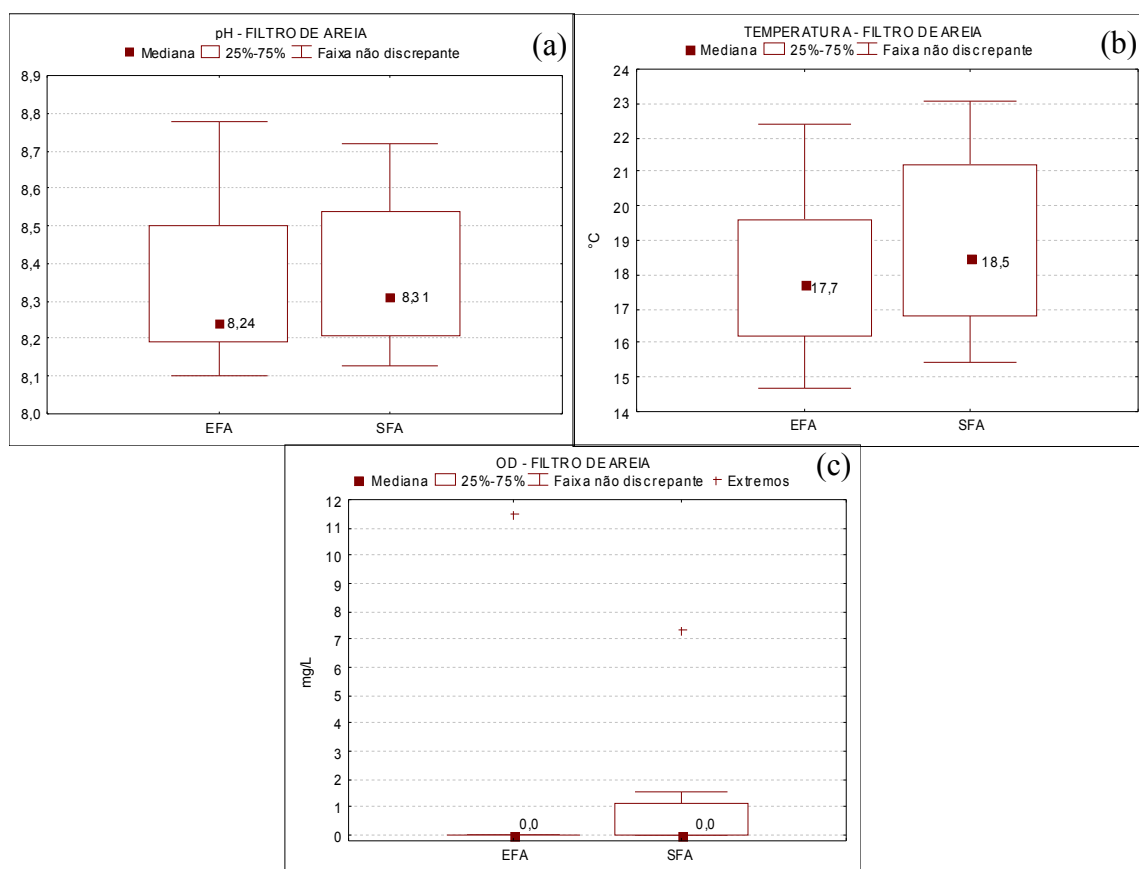 pH - FILTRO DE AREIA
Mediana 25%-75% Faixa não discrepante
(a)
8,9
8,8
8,7
8,6
8,5
8,4
8,3
8,2
8,1
8,0
8,24
8,31
EFA SFA
TEMPERATURA - FILTRO DE AREIA
Mediana 25%-75% Faixa não discrepante
(b)
24
23
22
21
20
19
18
17
16
15
14
°C
17,7
18,5
EFA SFA
OD - FILTRO DE AREIA
Mediana 25%-75% Faixa não discrepante Extremos
(c)
12
11
10
9
8
7
6
5
4
3
2
1
0
mg/L
0,0
0,0
EFA SFA